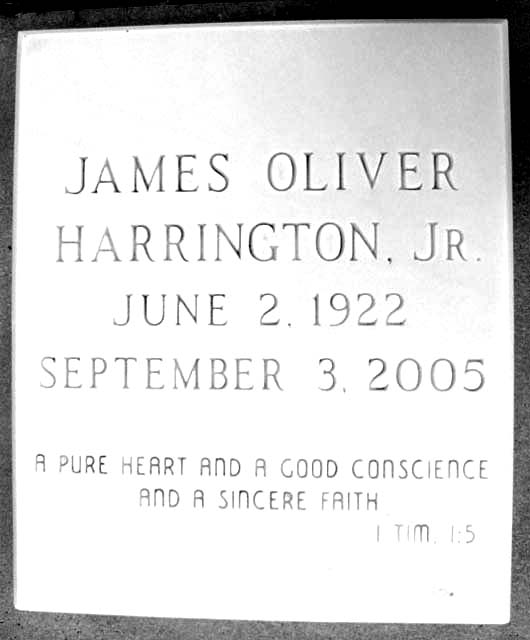 JAMES OLIVER
HARRINGTON, JR.
JUNE 2, 1922
SEPTEMBER 3, 2005
A PURE HEART AND A GOOD CONSCIENCE
AND A SINCERE FAITH
I TIM. 1:5